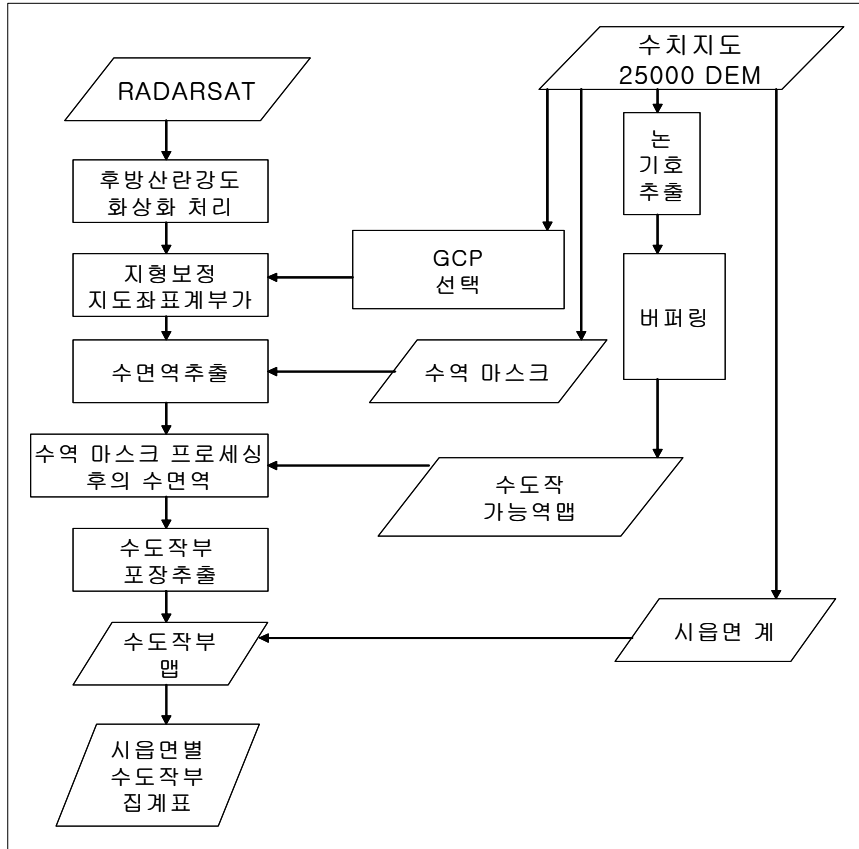 수치지도
25000 DEM
RADARSAT
논
기호
추출
후방산란강도
화상화 처리
GCP
선택
지형보정
지도좌표계부가
버퍼링
수면역추출
수역 마스크
수역 마스크 프로세싱
후의 수면역
수도작
가능역맵
수도작부
포장추출
수도작부
맵
시읍면 계
시읍면별
수도작부
집계표